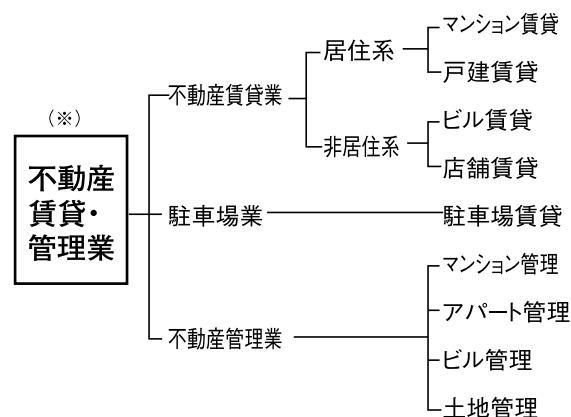 (※)
不動産
賃貸・
管理業
不動産賃貸業
居住系
マンション賃貸
戸建賃貸
非居住系
ビル賃貸
店舗賃貸
駐車場業
駐車場賃貸
不動産管理業
マンション管理
アパート管理
ビル管理
土地管理